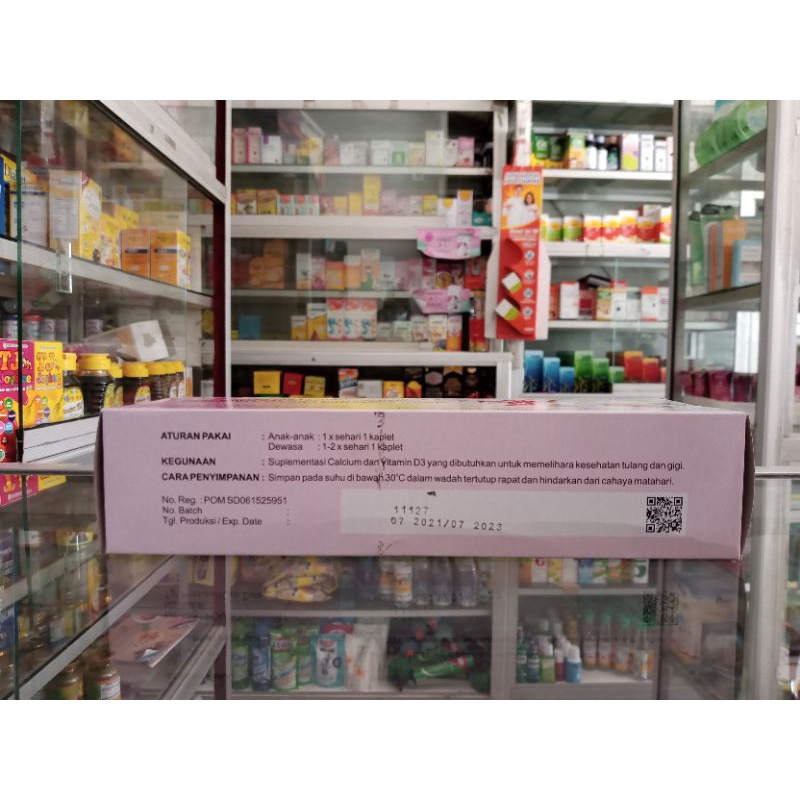 ATURAN PAKAI : Anak-anak : 1 x sehari 1 kaplet
Dewasa : 1-2 x sehari 1 kaplet
KEGUNAAN : Suplementasi Calcium dan Vitamin D3 yang dibutuhkan untuk memelihara kesehatan tulang dan gigi.
CARA PENYIMPANAN : Simpan pada suhu di bawah 30°C dalam wadah tertutup rapat dan hindarkan dari cahaya matahari.
No. Reg. : POM SD061525951
No. Batch : 11127
Tgl. Produksi / Exp. Date : 07 2021/07 2023
TJ